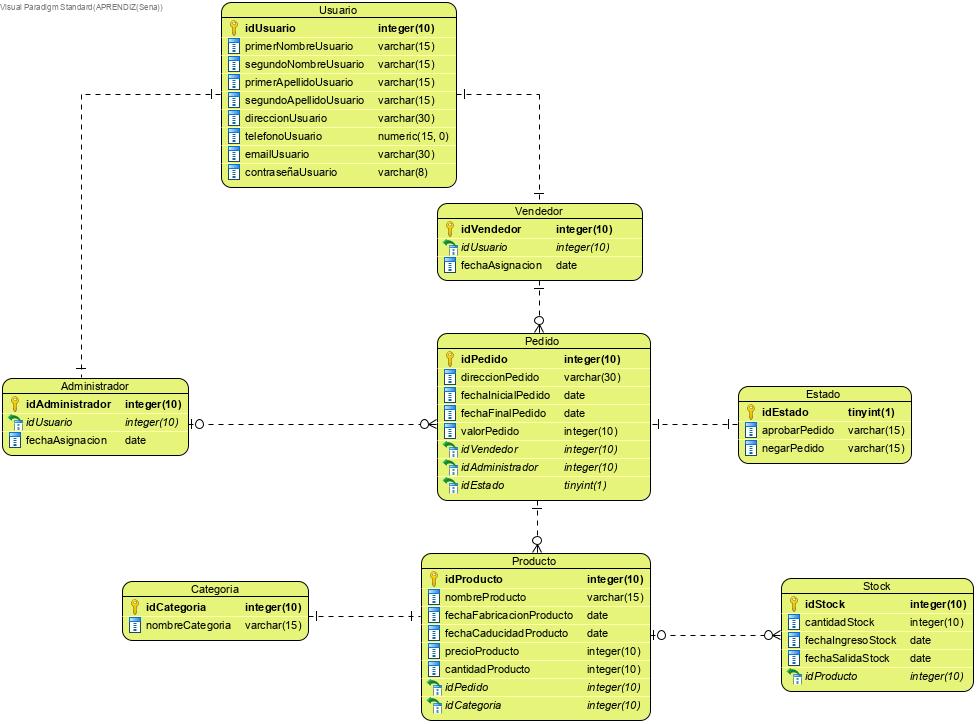 Visual Paradigm Standard(APRENDIZ(Sena))
Usuario
idUsuario integer(10)
primerNombreUsuario varchar(15)
segundoNombreUsuario varchar(15)
primerApellidoUsuario varchar(15)
segundoApellidoUsuario varchar(15)
direccionUsuario varchar(30)
telefonoUsuario numeric(15, 0)
emailUsuario varchar(30)
contraseñaUsuario varchar(8)
Vendedor
idVendedor integer(10)
idUsuario integer(10)
fechaAsignacion date
Pedido
idPedido integer(10)
direccionPedido varchar(30)
fechaInicialPedido date
fechaFinalPedido date
valorPedido integer(10)
idVendedor integer(10)
idAdministrador integer(10)
idEstado tinyint(1)
Administrador
idAdministrador integer(10)
idUsuario integer(10)
fechaAsignacion date
Estado
idEstado tinyint(1)
aprobarPedido varchar(15)
negarPedido varchar(15)
Producto
idProducto integer(10)
nombreProducto varchar(15)
fechaFabricacionProducto date
fechaCaducidadProducto date
precioProducto integer(10)
cantidadProducto integer(10)
idPedido integer(10)
idCategoria integer(10)
Categoria
idCategoria integer(10)
nombreCategoria varchar(15)
Stock
idStock integer(10)
cantidadStock integer(10)
fechaIngresoStock date
fechaSalidaStock date
idProducto integer(10)